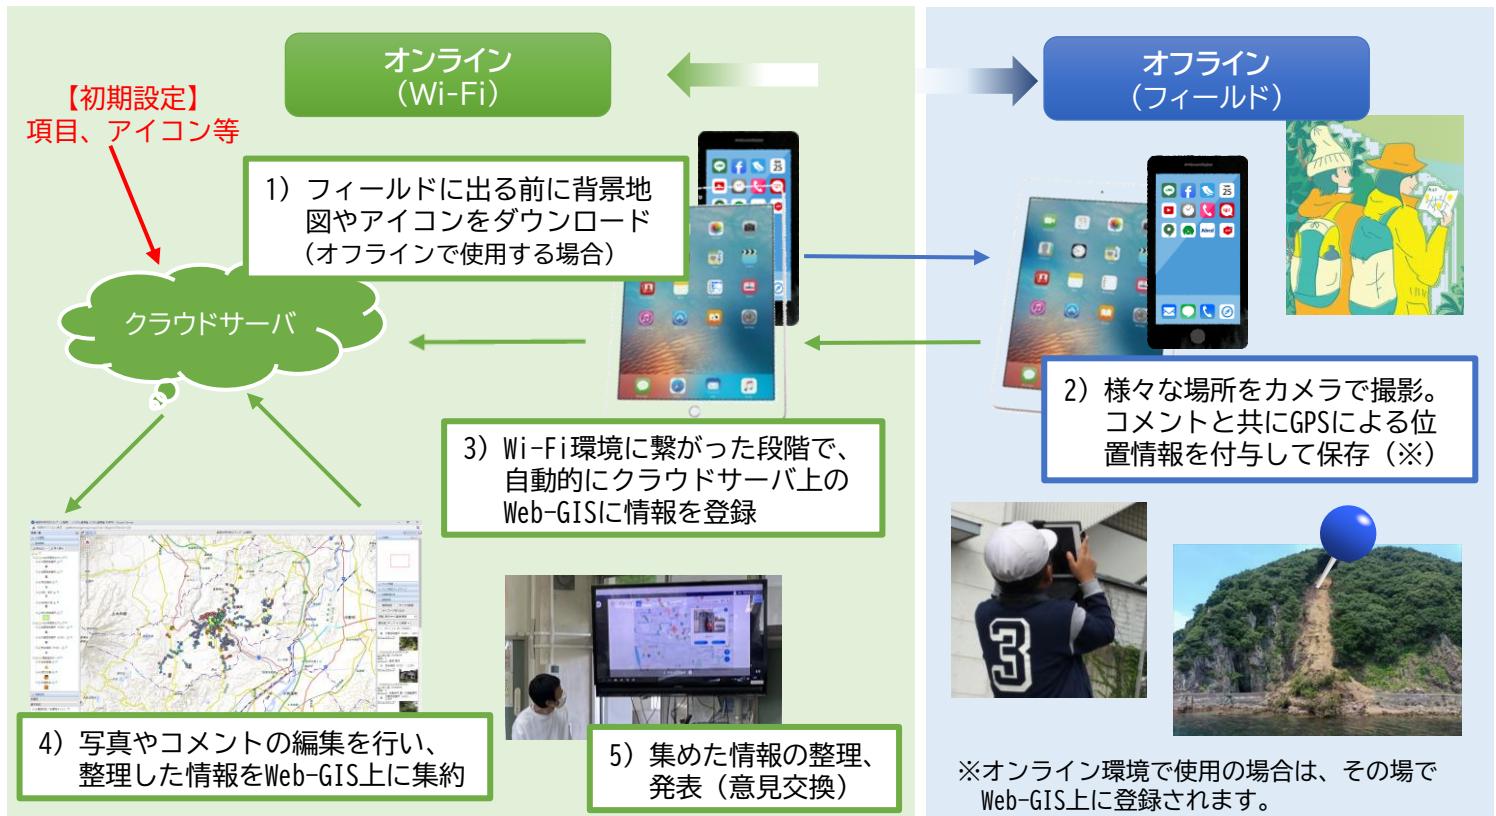 オンライン
(Wi-Fi)
オフライン
(フィールド)
【初期設定】
項目、アイコン等
1) フィールドに出る前に背景地
図やアイコンをダウンロード
(オフラインで使用する場合)
クラウドサーバ
2) 様々な場所をカメラで撮影。
コメントと共にGPSによる位
置情報を付与して保存(※)
3) Wi-Fi環境に繋がった段階で、
自動的にクラウドサーバ上の
Web-GISに情報を登録
3
4) 写真やコメントの編集を行い、
整理した情報をWeb-GIS上に集約
5) 集めた情報の整理、
発表(意見交換)
※オンライン環境で使用の場合は、その場で
Web-GIS上に登録されます。